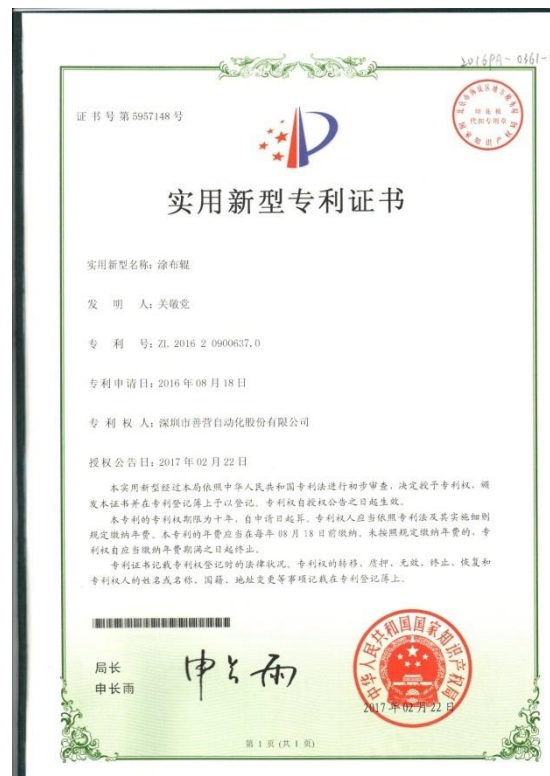 2016PA-0361-
证书号第5957148号
印花税
代扣专用章
实用新型专利证书
实用新型名称：涂布辊
发 明 人：关敬党
专 利 号：ZL 2016 2 0900637.0
专利申请日：2016年08月18日
专 利 权 人：深圳市善营自动化股份有限公司
授权公告日：2017年02月22日
本实用新型经过本局依照中华人民共和国专利法进行初步审查，决定授予专利权，颁
发本证书并在专利登记簿上予以登记。专利权自授权公告之日起生效。
本专利的专利权期限为十年，自申请日起算。专利权人应当依照专利法及其实施细则
规定缴纳年费。本专利的年费应当在每年08月18日前缴纳。未按照规定缴纳年费的，专
利权自应当缴纳年费期满之日起终止。
专利证书记载专利权登记时的法律状况。专利权的转移、质押、无效、终止、恢复和
专利权人的姓名或名称、国籍、地址变更等事项记载在专利登记簿上。
局长
申长雨
申长雨
中华人民共和国国家知识产权局
2017年02月22日
第1页（共1页）